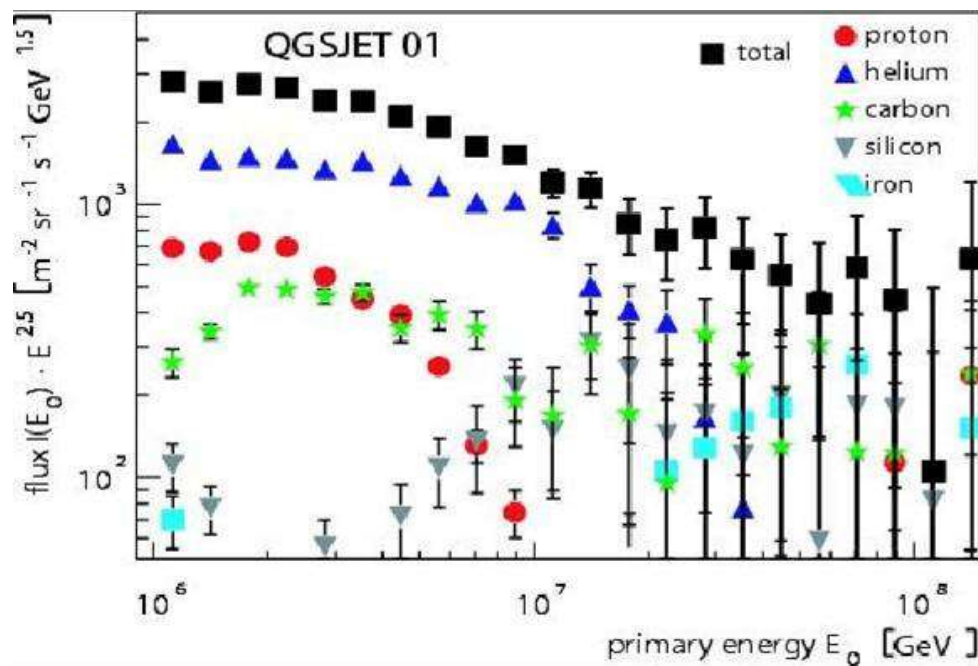 QGSJET 01
total
proton
helium
carbon
silicon
iron
flux I(E₀) · E^2.5 [m^-2 sr^-1 s^-1 GeV^1.5]
10^3
10^2
10^6
10^7
10^8
primary energy E₀ [GeV]